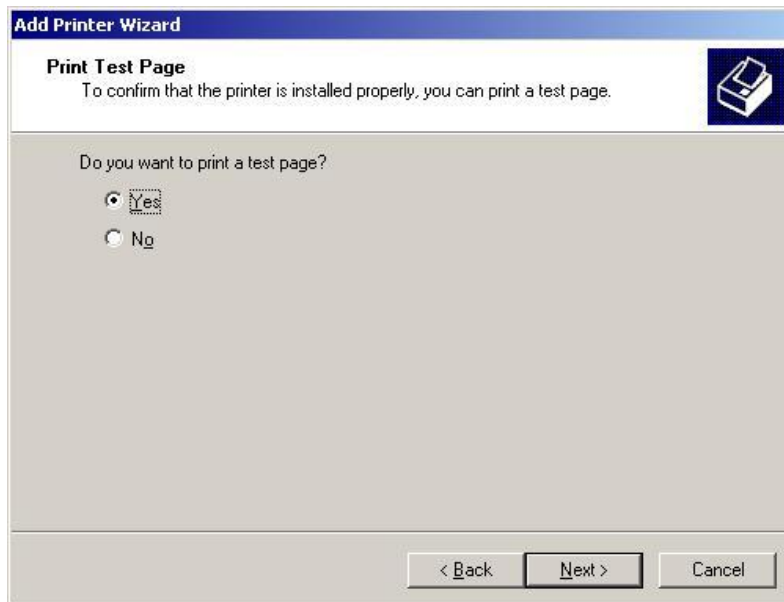 Add Printer Wizard
Print Test Page
To confirm that the printer is installed properly, you can print a test page.
Do you want to print a test page?
Yes
No
< Back Next > Cancel